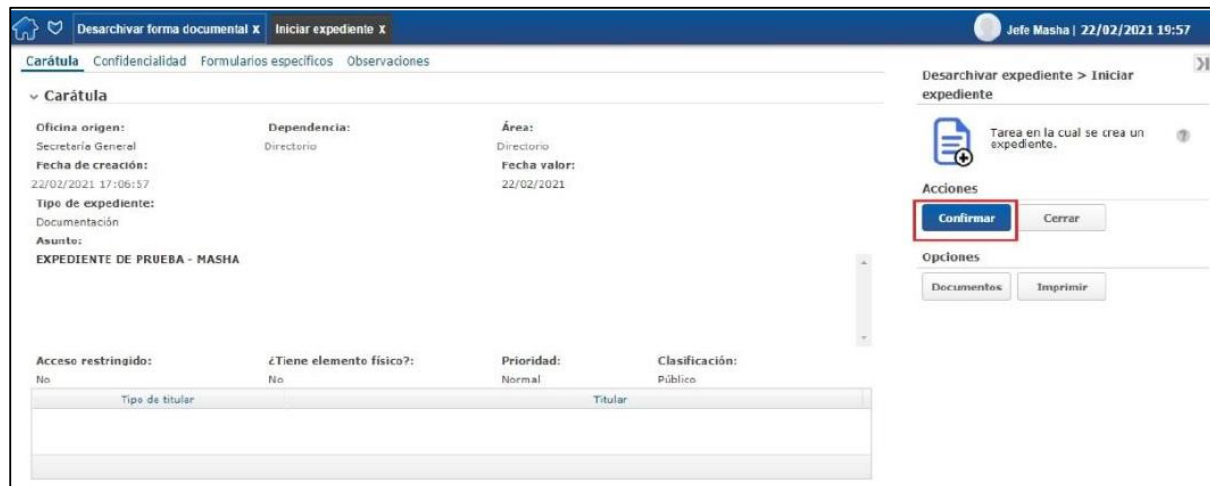 Desarchivar forma documental X Iniciar expediente X
Jefe Masha | 22/02/2021 19:57
Carátula Confidencialidad Formularios específicos Observaciones
Carátula
Oficina origen: Dependencia: Área:
Secretaría General Directorio Directorio
Fecha de creación: Fecha valor:
22/02/2021 17:06:57 22/02/2021
Tipo de expediente:
Documentación
Asunto:
EXPEDIENTE DE PRUEBA - MASHA
Acceso restringido: ¿Tiene elemento físico?: Prioridad: Clasificación:
No No Normal Público
Tipo de titular Titular
Desarchivar expediente > Iniciar
expediente
Tarea en la cual se crea un
expediente.
?
Acciones
Confirmar Cerrar
Opciones
Documentos Imprimir